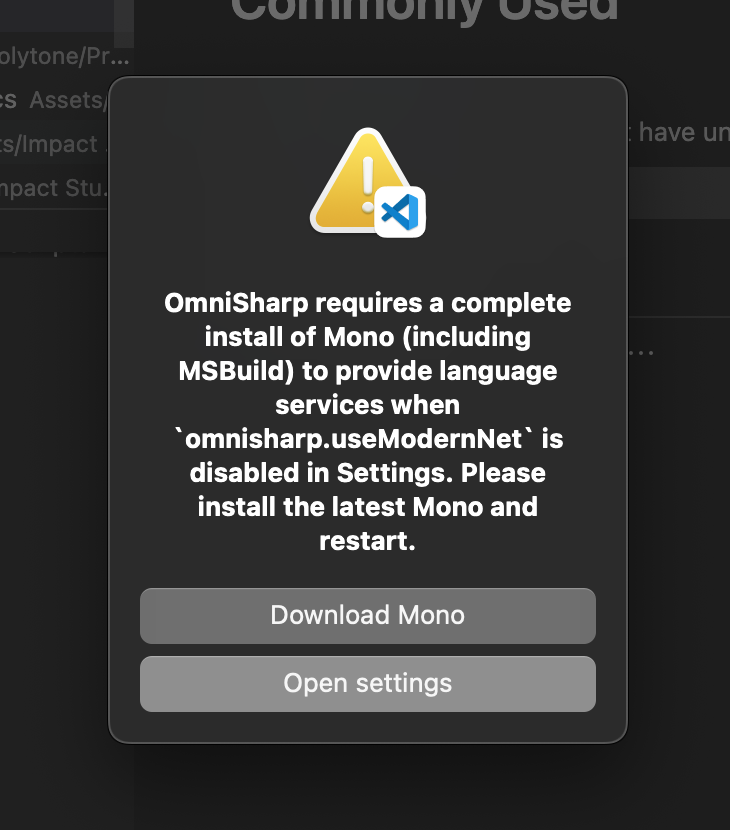 Commonly Used
olytone/Pr...
cs Assets/
ts/Impact
have un
mpact Stu.
OmniSharp requires a complete
install of Mono (including
MSBuild) to provide language
services when
`omnisharp.useModernNet` is
disabled in Settings. Please
install the latest Mono and
restart.
Download Mono
Open settings